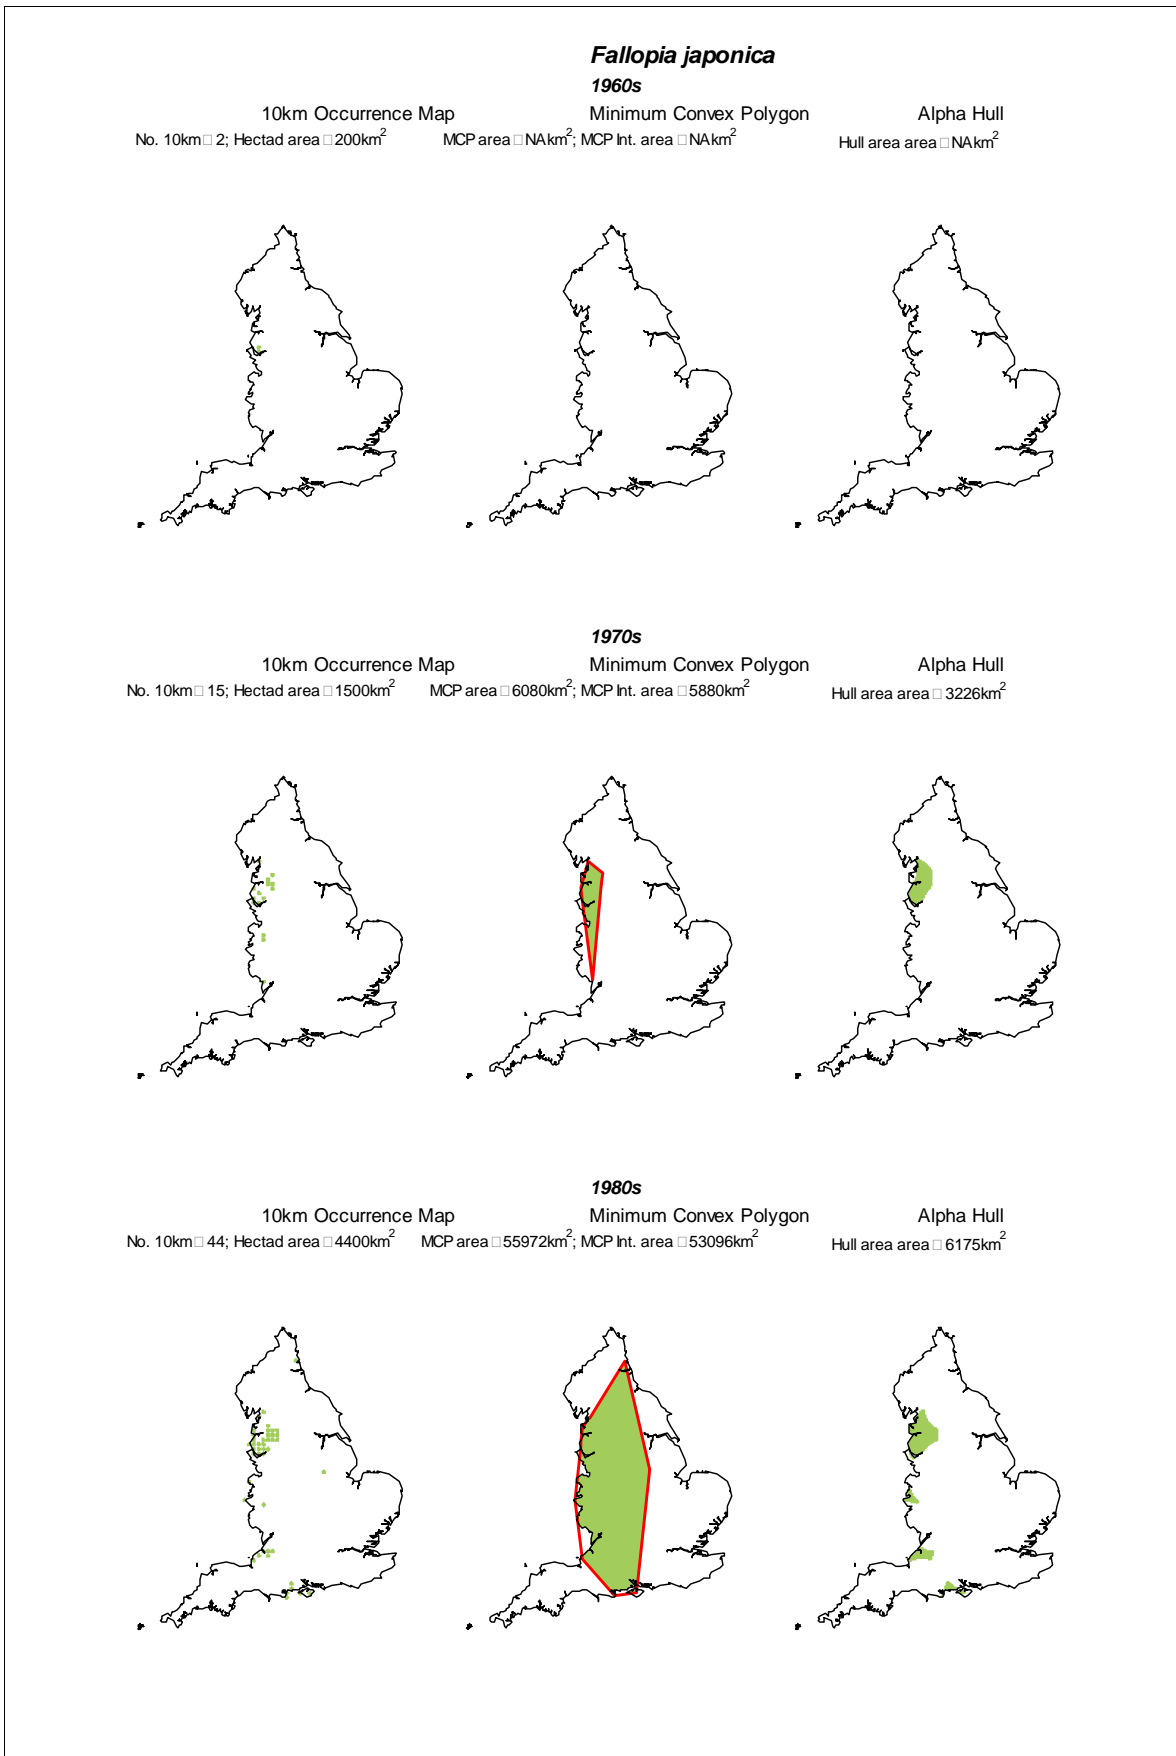 Fallopia japonica
1960s
10km Occurrence Map Minimum Convex Polygon Alpha Hull
No. 10km□2; Hectad area□200km² MCP area□NAkm²; MCP Int. area□NAkm² Hull area area□NAkm²
1970s
10km Occurrence Map Minimum Convex Polygon Alpha Hull
No. 10km□15; Hectad area□1500km² MCP area□6080km²; MCP Int. area□5880km² Hull area area□3226km²
1980s
10km Occurrence Map Minimum Convex Polygon Alpha Hull
No. 10km□44; Hectad area□4400km² MCP area□55972km²; MCP Int. area□53096km² Hull area area□6175km²